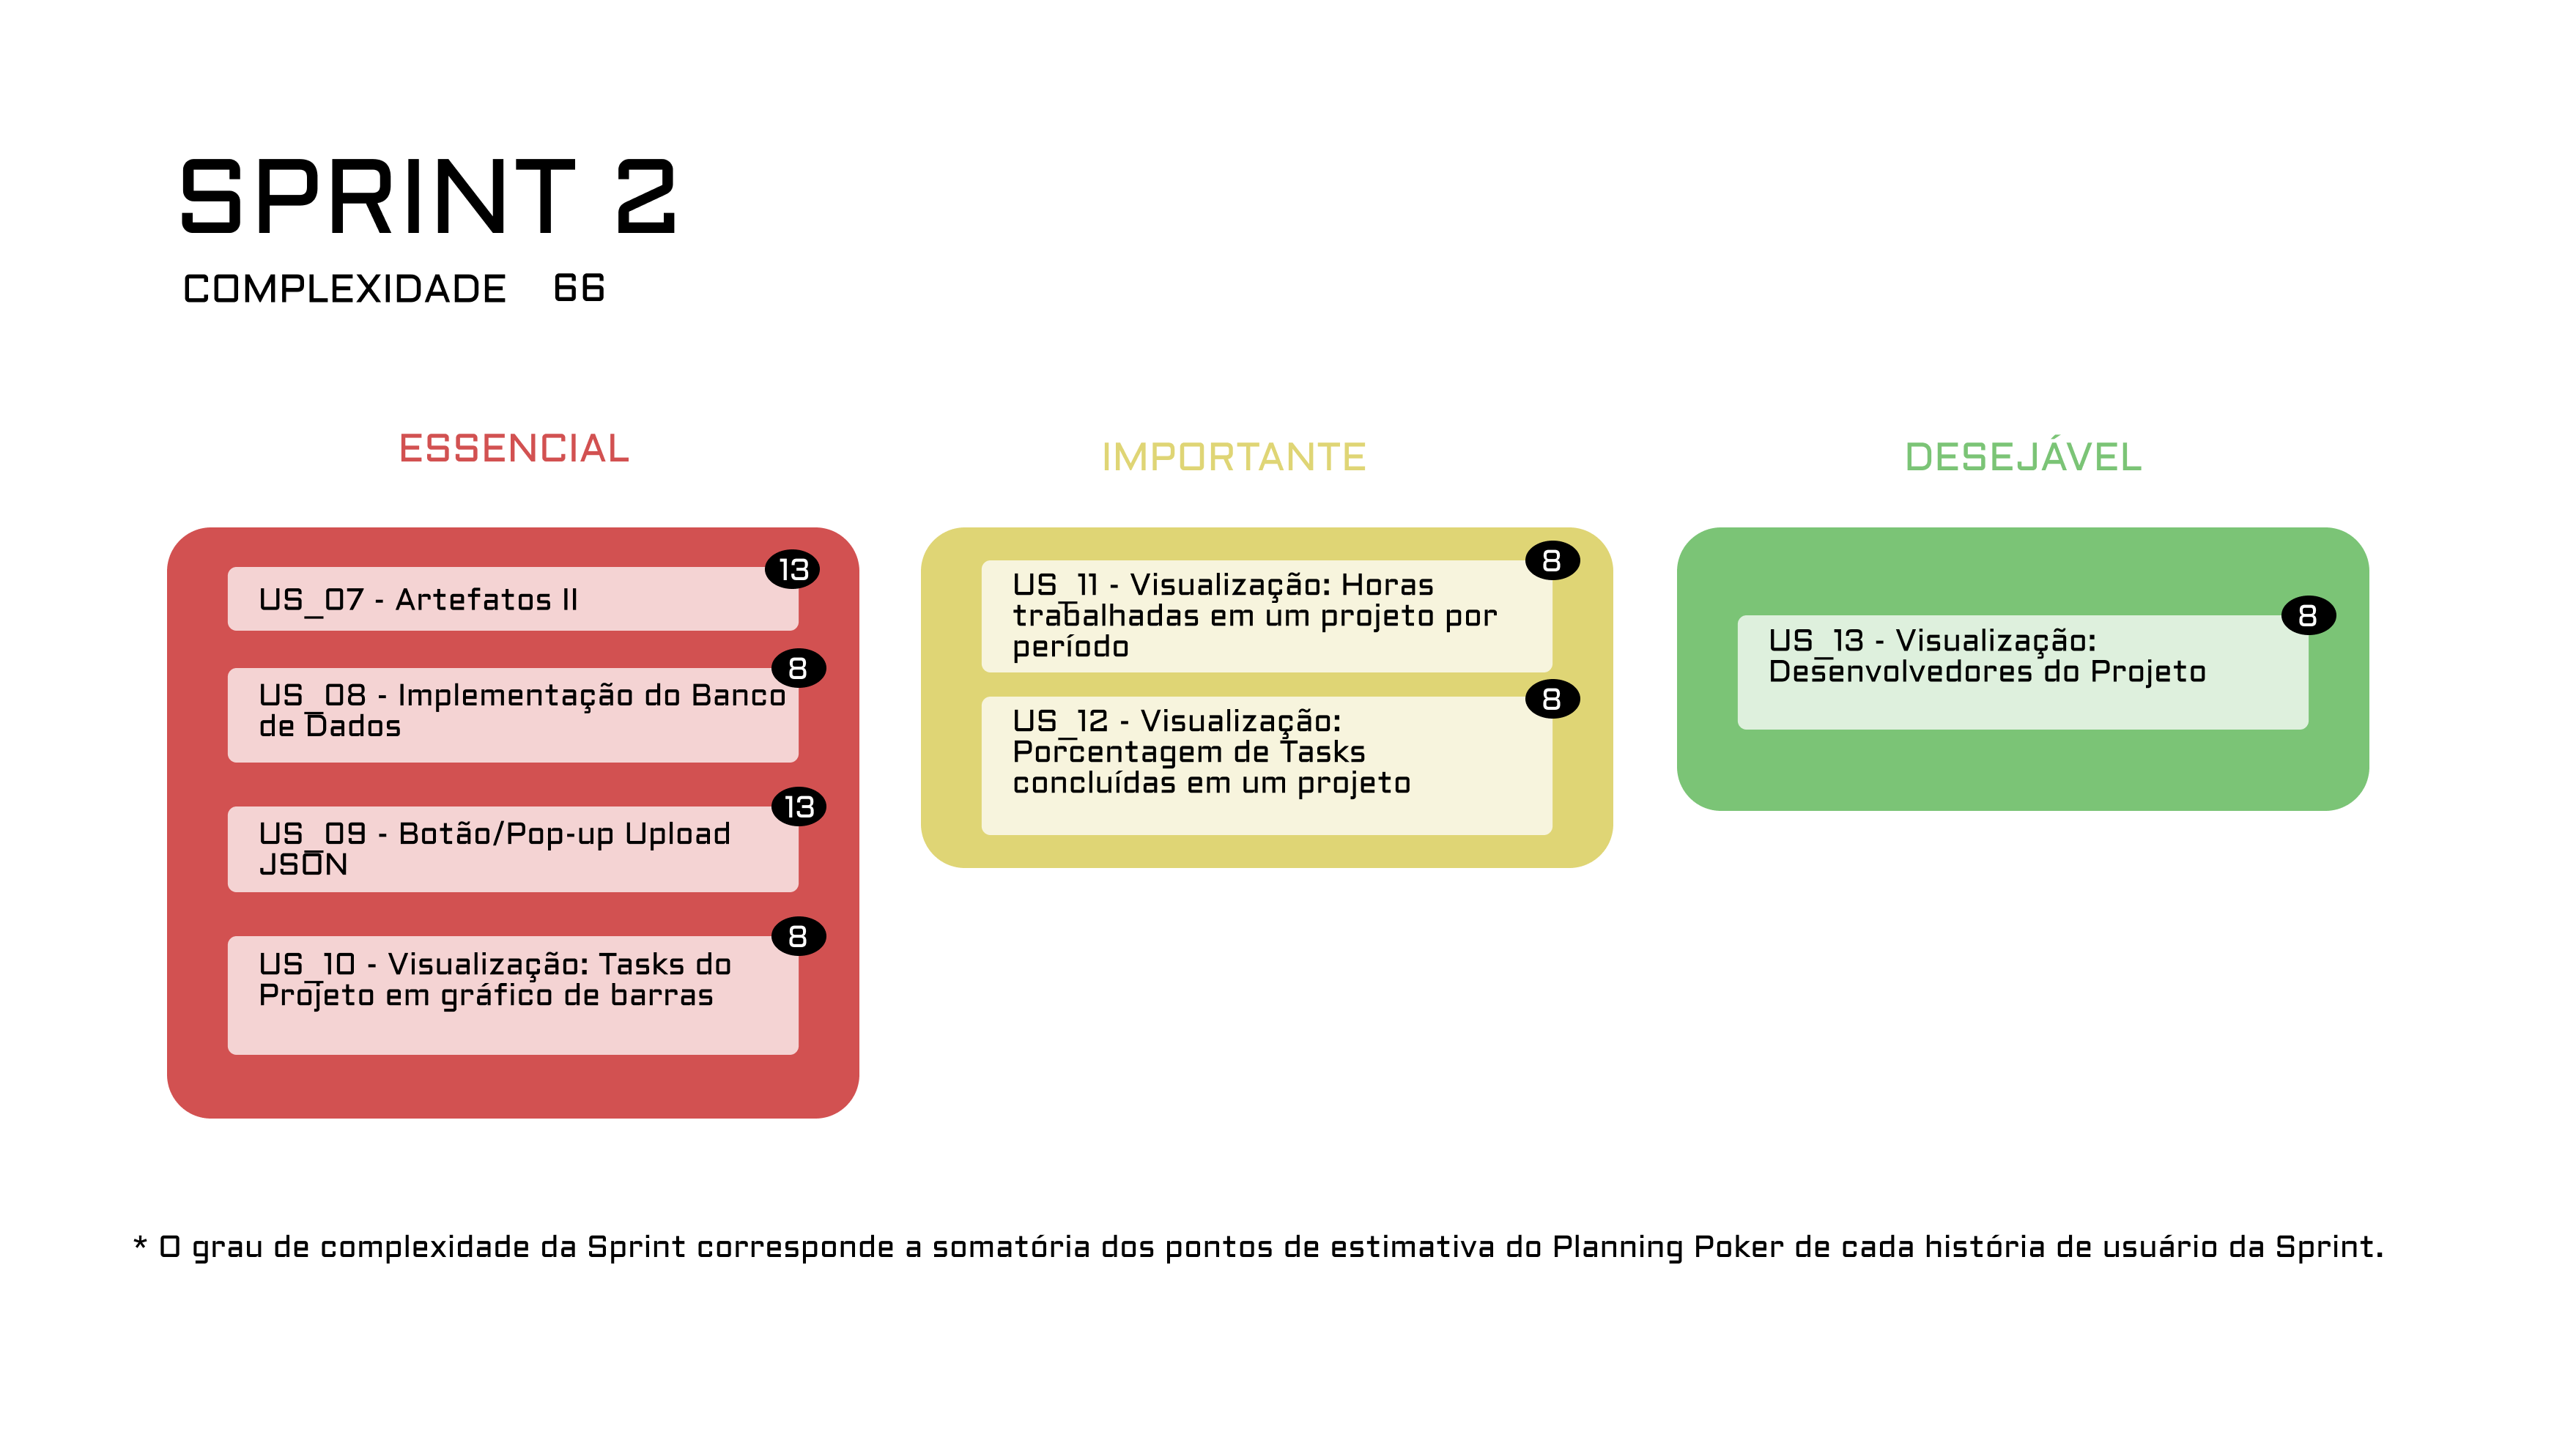 SPRINT 2
COMPLEXIDADE 66
ESSENCIAL
13
US_07 - Artefatos II
8
US_08 - Implementação do Banco
de Dados
13
US_09 - Botão/Pop-up Upload
JSON
8
US_10 - Visualização: Tasks do
Projeto em gráfico de barras
IMPORTANTE
8
US_11 - Visualização: Horas
trabalhadas em um projeto por
período
8
US_12 - Visualização:
Porcentagem de Tasks
concluídas em um projeto
DESEJÁVEL
8
US_13 - Visualização:
Desenvolvedores do Projeto
* O grau de complexidade da Sprint corresponde a somatória dos pontos de estimativa do Planning Poker de cada história de usuário da Sprint.